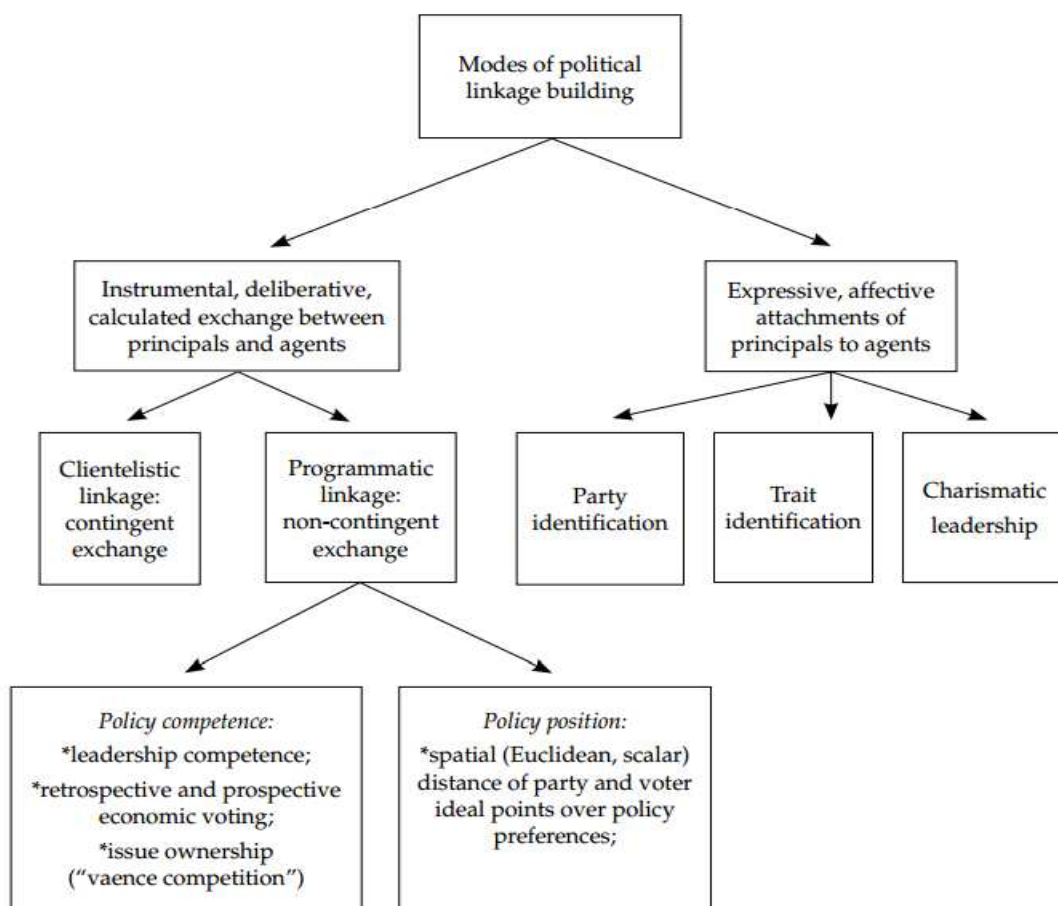 Modes of political
linkage building
Instrumental, deliberative,
calculated exchange between
principals and agents
Expressive, affective
attachments of
principals to agents
Clientelistic
linkage:
contingent
exchange
Programmatic
linkage:
non-contingent
exchange
Party
identification
Trait
identification
Charismatic
leadership
Policy competence:
*leadership competence;
*retrospective and prospective
economic voting;
*issue ownership
(“vaence competition”)
Policy position:
*spatial (Euclidean, scalar)
distance of party and voter
ideal points over policy
preferences;